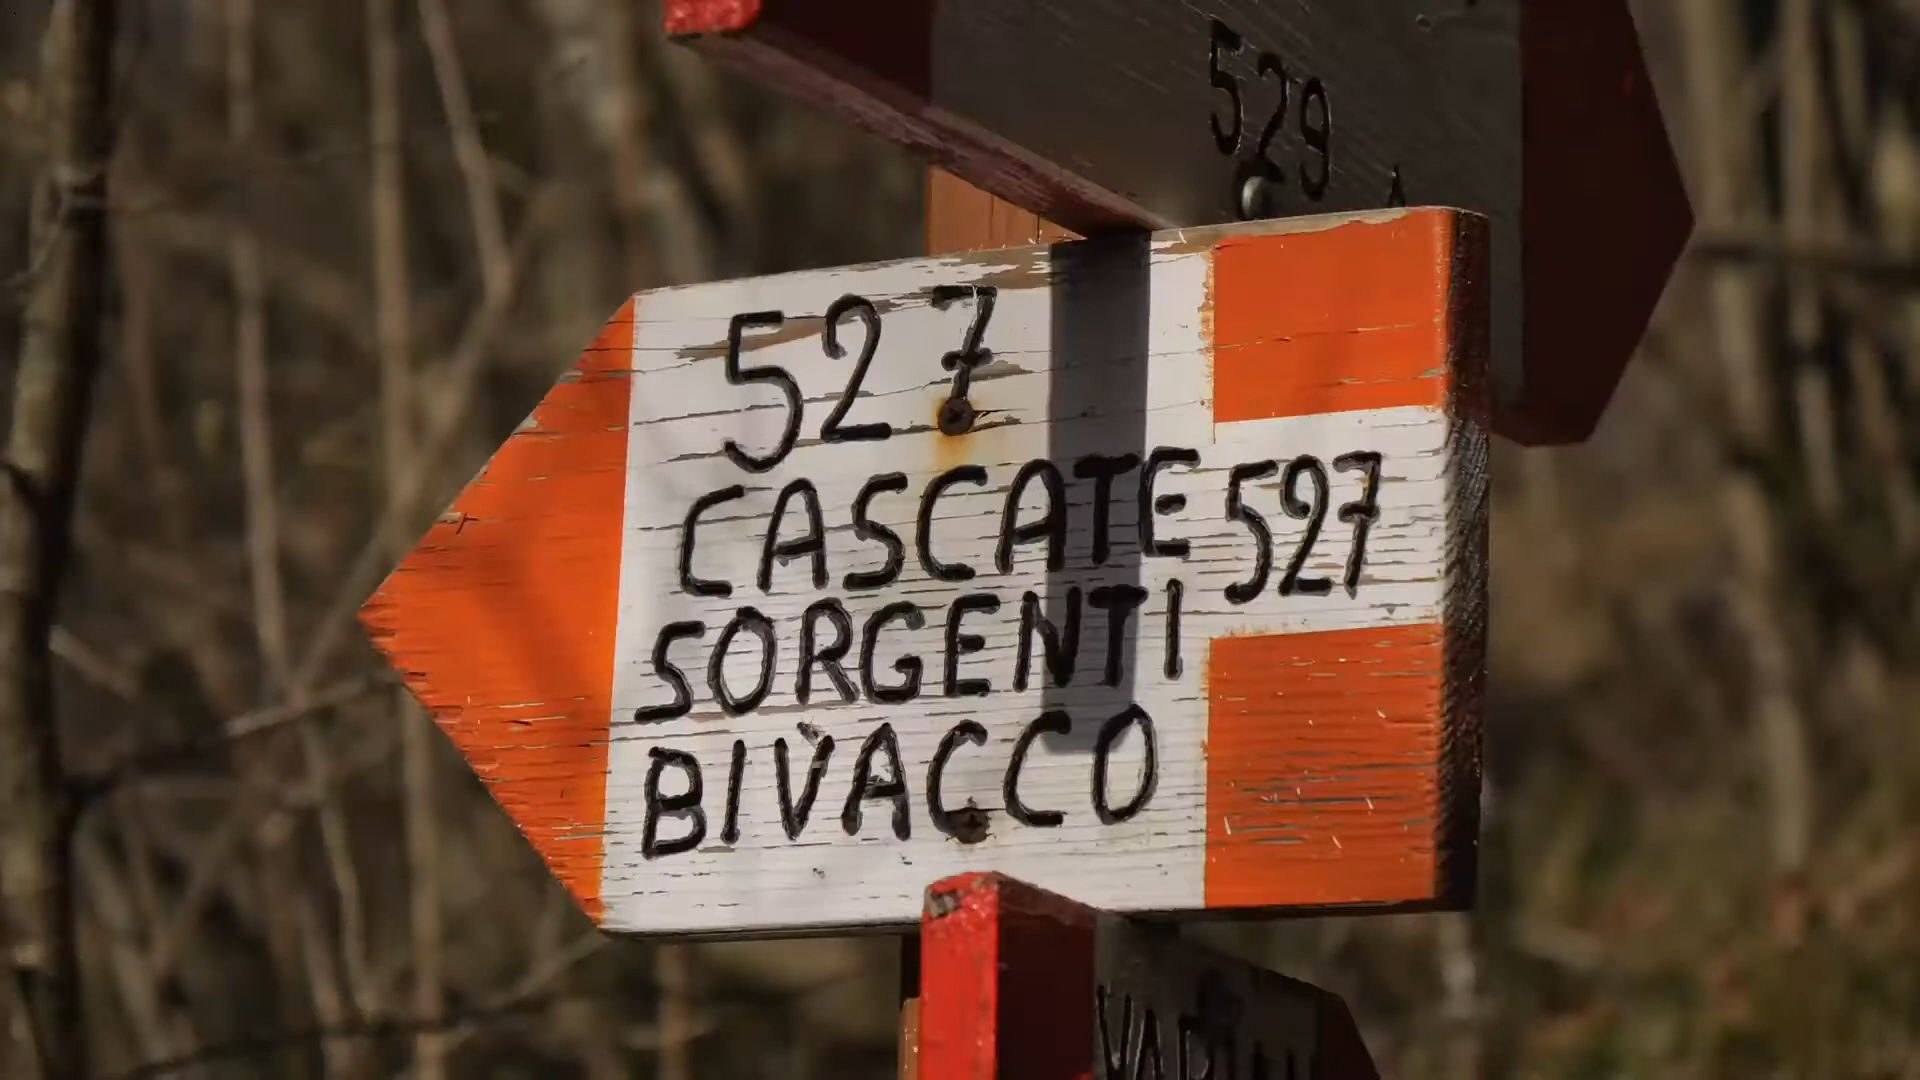 529
527
CASCATE 527
SORGENTI
BIVACCO